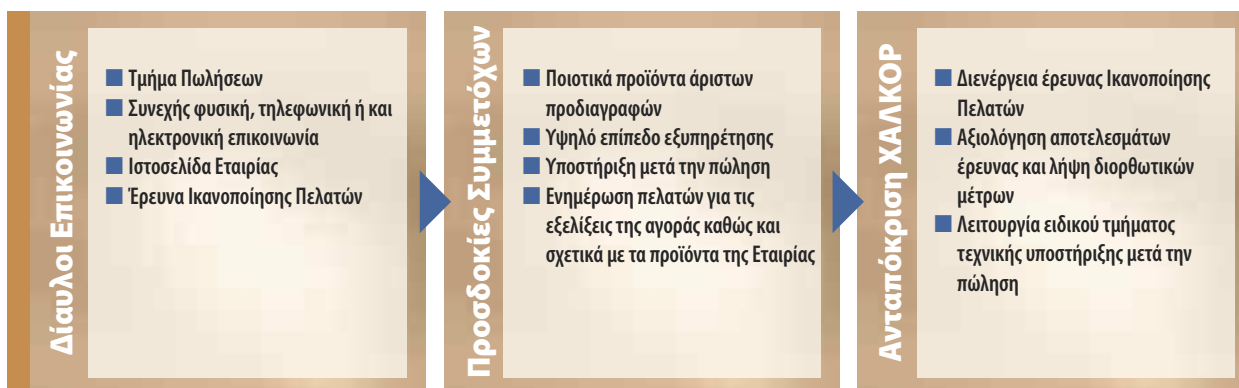 Δίαυλοι Επικοινωνίας
Τμήμα Πωλήσεων
Συνεχής φυσική, τηλεφωνική ή και
ηλεκτρονική επικοινωνία
Ιστοσελίδα Εταιρίας
Έρευνα Ικανοποίησης Πελατών
Προσδοκίες Συμμετόχων
Ποιοτικά προϊόντα άριστων
προδιαγραφών
Υψηλό επίπεδο εξυπηρέτησης
Υποστήριξη μετά την πώληση
Ενημέρωση πελατών για τις
εξελίξεις της αγοράς καθώς και
σχετικά με τα προϊόντα της Εταιρίας
Ανταπόκριση ΧΑΛΚΟΡ
Διενέργεια έρευνας Ικανοποίησης
Πελατών
Αξιολόγηση αποτελεσμάτων
έρευνας και λήψη διορθωτικών
μέτρων
Λειτουργία ειδικού τμήματος
τεχνικής υποστήριξης μετά την
πώληση